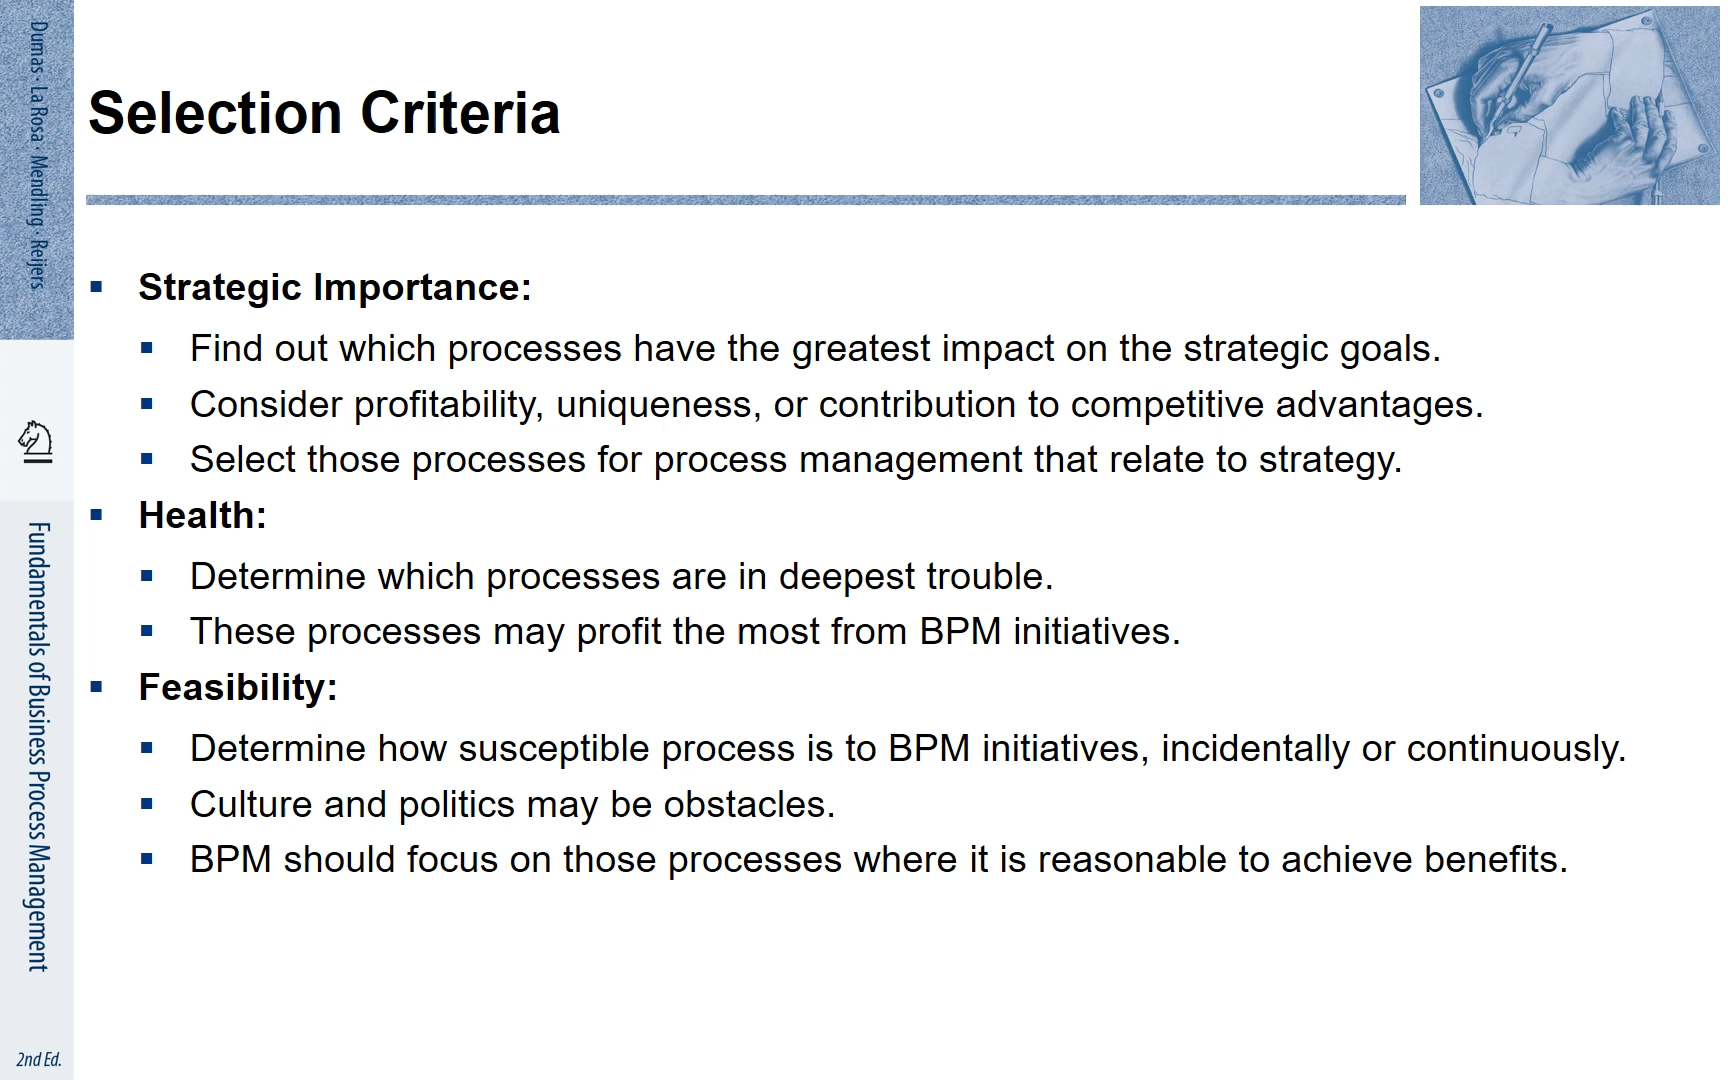 Dumas · La Rosa · Mendling · Reijers
Fundamentals of Business Process Management
2nd Ed.
Selection Criteria
Strategic Importance:
Find out which processes have the greatest impact on the strategic goals.
Consider profitability, uniqueness, or contribution to competitive advantages.
Select those processes for process management that relate to strategy.
Health:
Determine which processes are in deepest trouble.
These processes may profit the most from BPM initiatives.
Feasibility:
Determine how susceptible process is to BPM initiatives, incidentally or continuously.
Culture and politics may be obstacles.
BPM should focus on those processes where it is reasonable to achieve benefits.